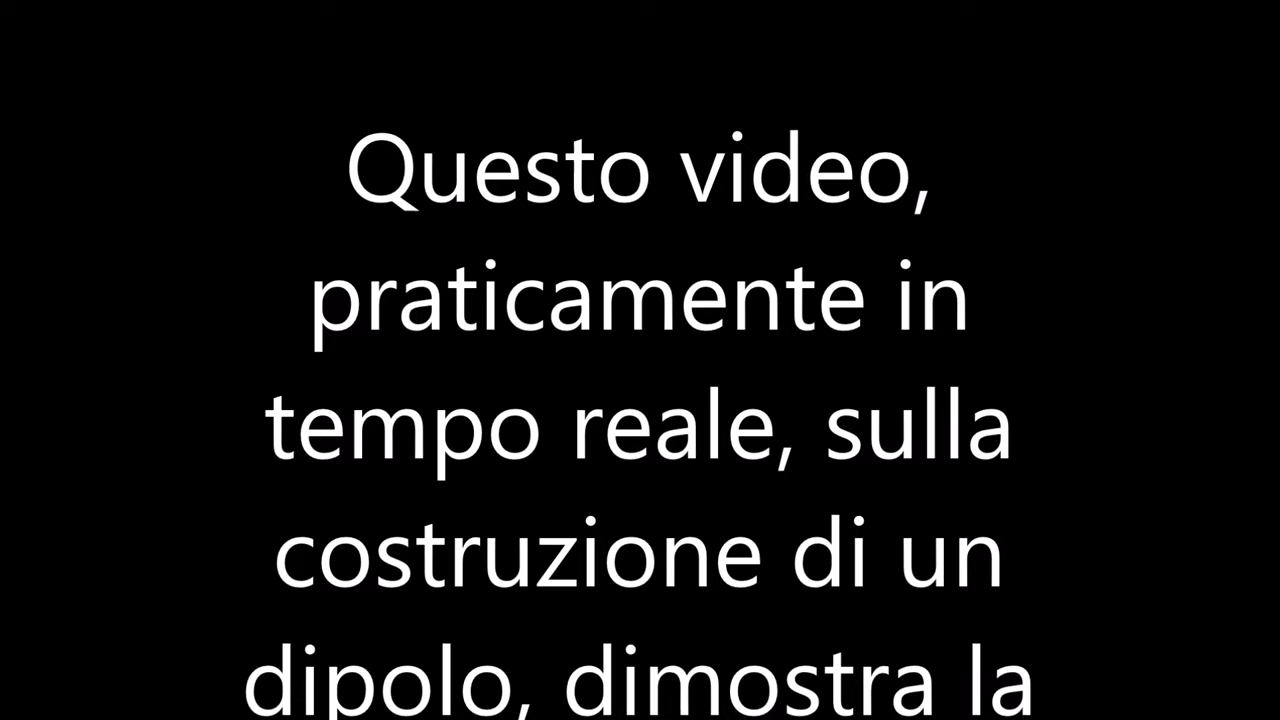 Questo video,
praticamente in
tempo reale, sulla
costruzione di un
dipolo, dimostra la